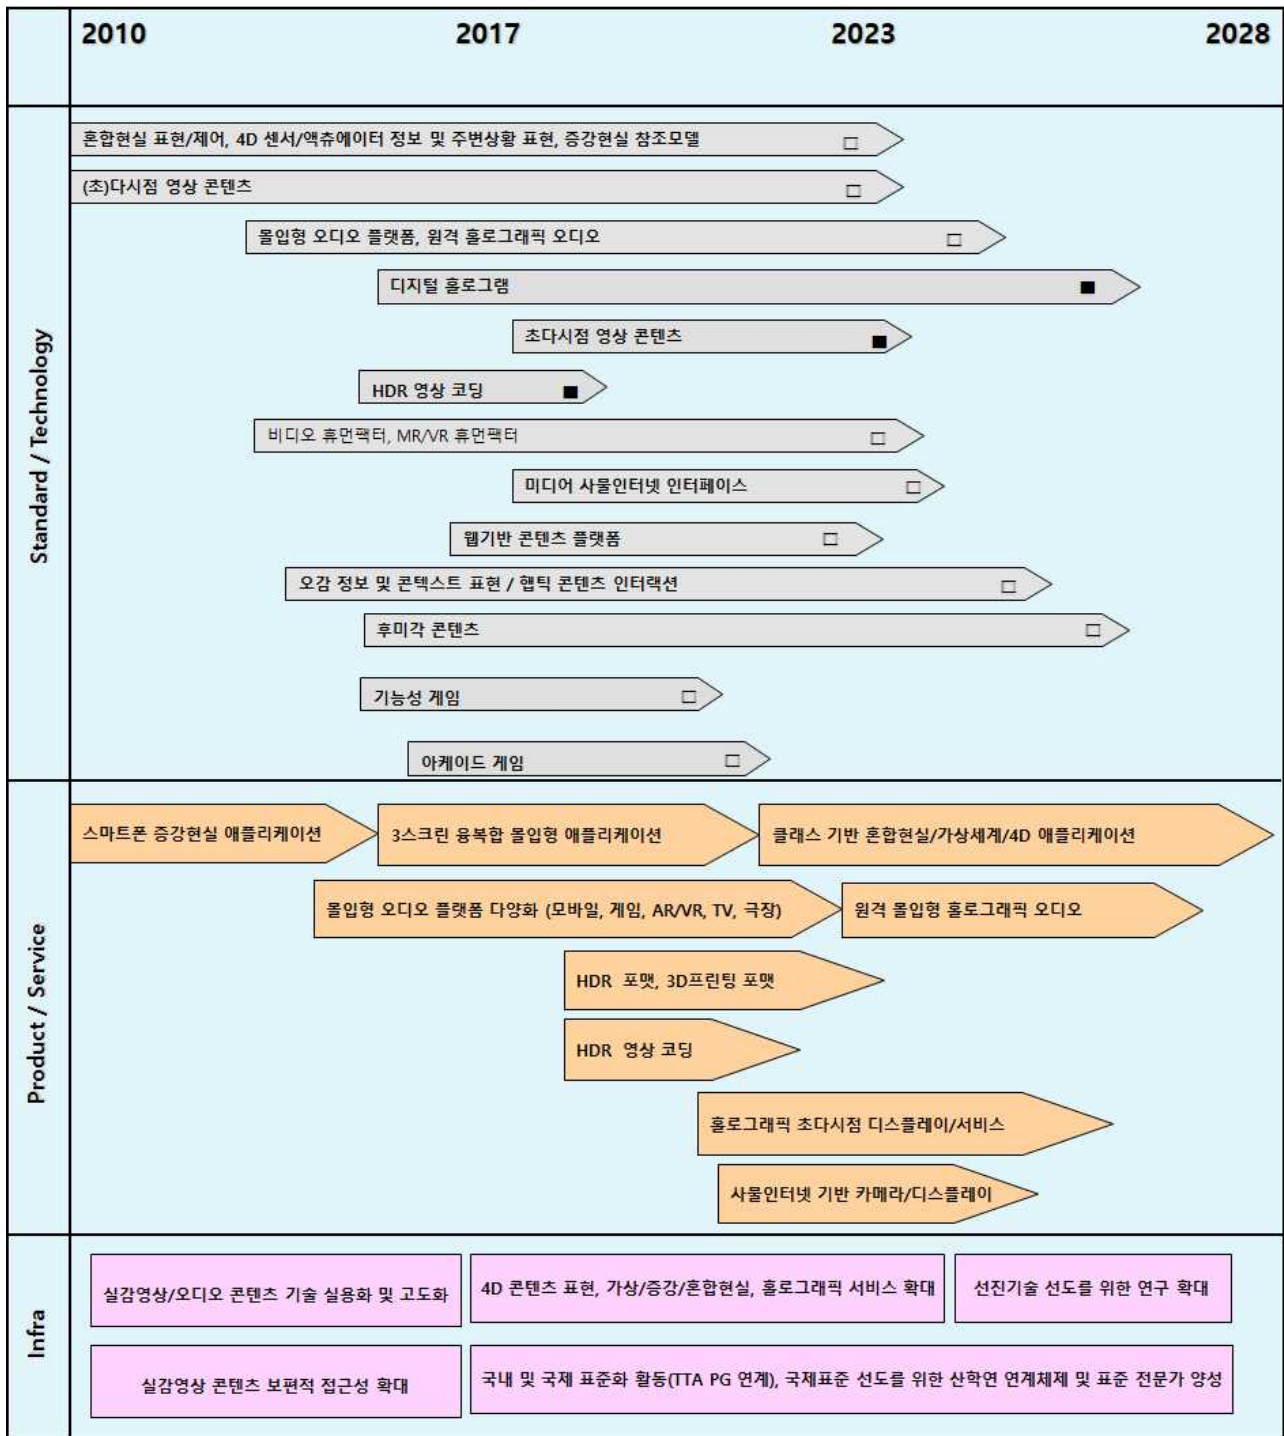 2010 2017 2023 2028
Standard / Technology
혼합현실 표현/제어, 4D 센서/액츄에이터 정보 및 주변상황 표현, 증강현실 참조모델 □
(초)다시점 영상 콘텐츠 □
몰입형 오디오 플랫폼, 원격 홀로그래픽 오디오 □
디지털 홀로그램 ■
초다시점 영상 콘텐츠 ■
HDR 영상 코딩 ■
비디오 휴먼팩터, MR/VR 휴먼팩터 □
미디어 사물인터넷 인터페이스 □
웹기반 콘텐츠 플랫폼 □
오감 정보 및 콘텍스트 표현 / 햅틱 콘텐츠 인터랙션 □
후미각 콘텐츠 □
기능성 게임 □
아케이드 게임 □
Product / Service
스마트폰 증강현실 애플리케이션
3스크린 융복합 몰입형 애플리케이션
클래스 기반 혼합현실/가상세계/4D 애플리케이션
몰입형 오디오 플랫폼 다양화 (모바일, 게임, AR/VR, TV, 극장)
원격 몰입형 홀로그래픽 오디오
HDR 포맷, 3D프린팅 포맷
HDR 영상 코딩
홀로그래픽 초다시점 디스플레이/서비스
사물인터넷 기반 카메라/디스플레이
Infra
실감영상/오디오 콘텐츠 기술 실용화 및 고도화
4D 콘텐츠 표현, 가상/증강/혼합현실, 홀로그래픽 서비스 확대
선진기술 선도를 위한 연구 확대
실감영상 콘텐츠 보편적 접근성 확대
국내 및 국제 표준화 활동(TTA PG 연계), 국제표준 선도를 위한 산학연 연계체제 및 표준 전문가 양성